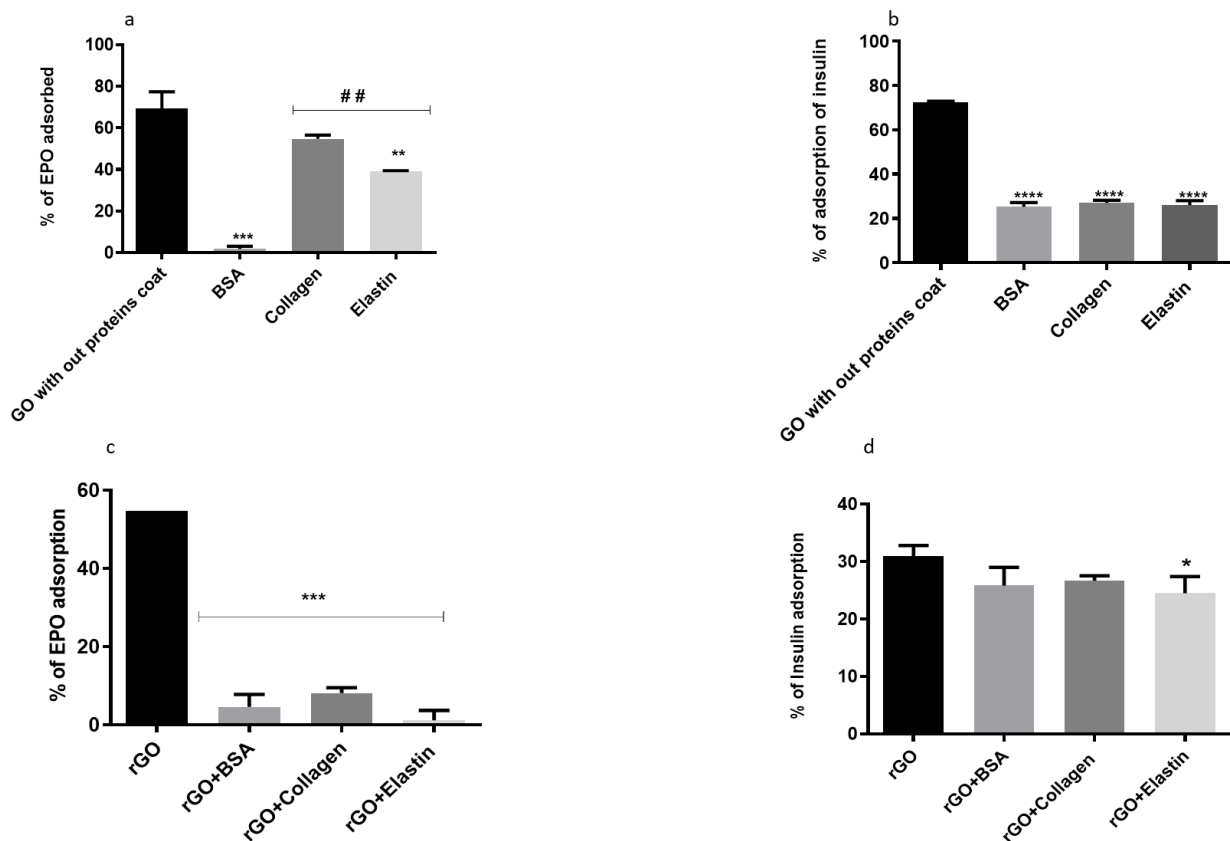 a
% of EPO adsorbed
100
80
60
40
20
0
***
# #
**
GO with out proteins coat
BSA
Collagen
Elastin
b
% of adsorption of insulin
100
80
60
40
20
0
****
****
****
GO with out proteins coat
BSA
Collagen
Elastin
c
% of EPO adsorption
60
40
20
0
***
rGO
rGO+BSA
rGO+Collagen
rGO+Elastin
d
% of Insulin adsorption
40
30
20
10
0
*
rGO
rGO+BSA
rGO+Collagen
rGO+Elastin